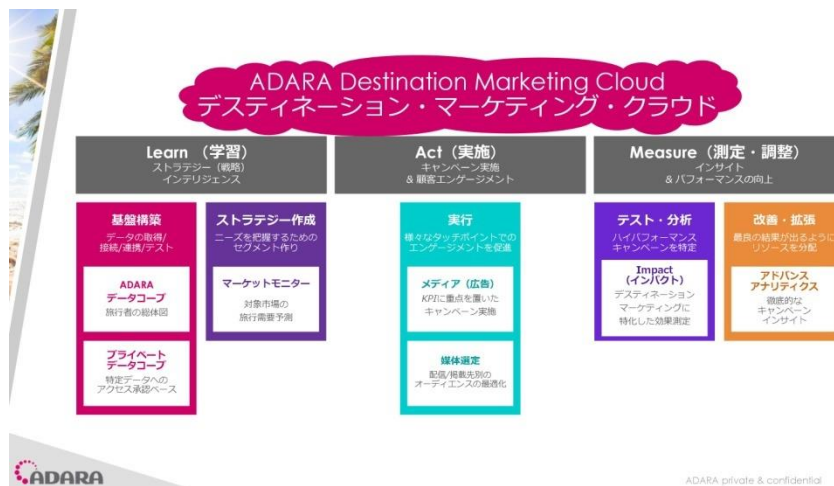 ADARA Destination Marketing Cloud
デスティネーション・マーケティング・クラウド
Learn（学習）
ストラテジー（戦略）
インテリジェンス
Act（実施）
キャンペーン実施
& 顧客エンゲージメント
Measure（測定・調整）
インサイト
& パフォーマンスの向上
基盤構築
データの取得/
接続/連携/テスト
ADARA
データコープ
旅行者の総体図
プライベート
データコープ
特定データへの
アクセス承認ベース
ストラテジー作成
ニーズを把握するための
セグメント作り
マーケットモニター
対象市場の
旅行需要予測
実行
様々なタッチポイントでの
エンゲージメントを促進
メディア（広告）
KPIに重点を置いた
キャンペーン実施
媒体選定
配信/掲載先別の
オーディエンスの最適化
テスト・分析
ハイパフォーマンス
キャンペーンを特定
Impact
（インパクト）
デスティネーション
マーケティングに
特化した効果測定
改善・拡張
最良の結果が出るように
リソースを分配
アドバンス
アナリティクス
徹底的な
キャンペーン
インサイト
ADARA
ADARA private & confidential